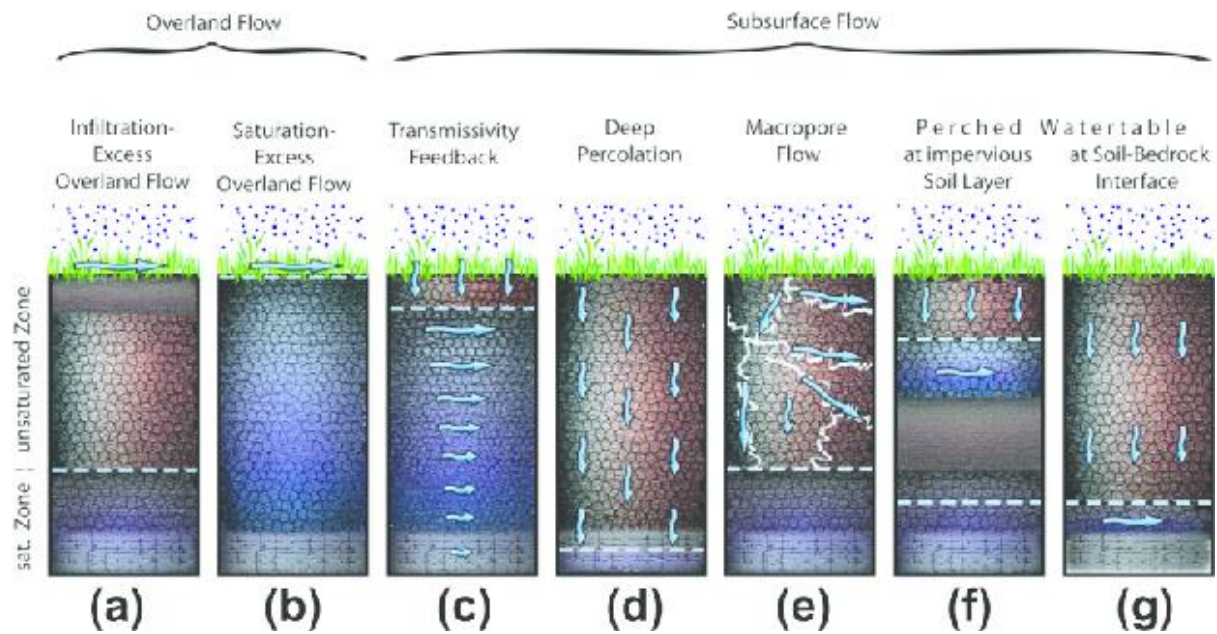 Overland Flow
Subsurface Flow
Infiltration-
Excess
Overland Flow
Saturation-
Excess
Overland Flow
Transmissivity
Feedback
Deep
Percolation
Macropore
Flow
Perched Watertable
at impervious
Soil Layer
at Soil-Bedrock
Interface
unsaturated Zone
sat. Zone
(a)
(b)
(c)
(d)
(e)
(f)
(g)